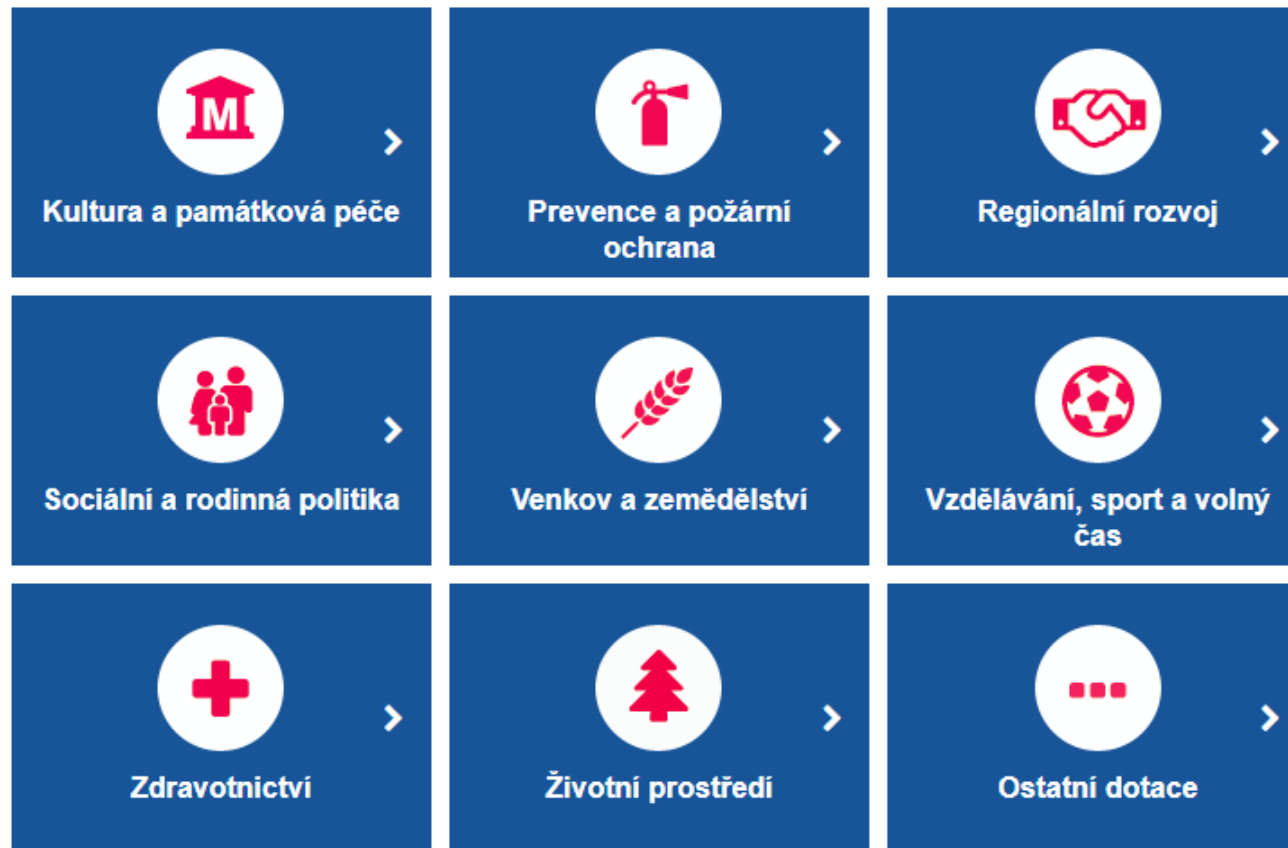 M
Kultura a památková péče
Prevence a požární
ochrana
Regionální rozvoj
Sociální a rodinná politika
Venkov a zemědělství
Vzdělávání, sport a volný
čas
Zdravotnictví
Životní prostředí
Ostatní dotace